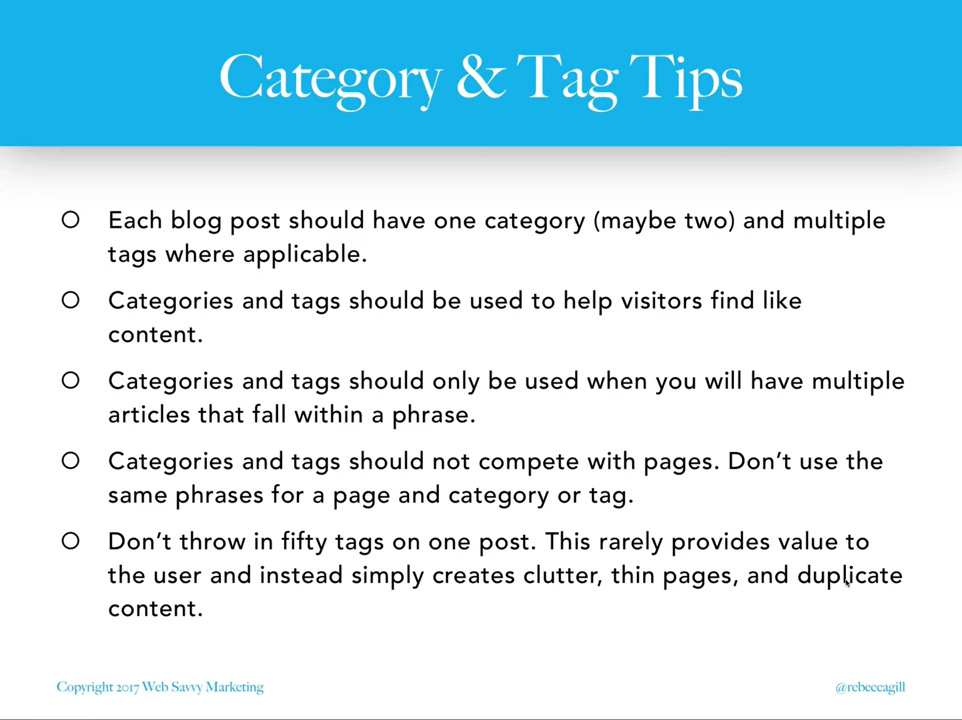 Category & Tag Tips
Each blog post should have one category (maybe two) and multiple
tags where applicable.
Categories and tags should be used to help visitors find like
content.
Categories and tags should only be used when you will have multiple
articles that fall within a phrase.
Categories and tags should not compete with pages. Don’t use the
same phrases for a page and category or tag.
Don’t throw in fifty tags on one post. This rarely provides value to
the user and instead simply creates clutter, thin pages, and duplicate
content.
Copyright 2017 Web Savvy Marketing
@rebeccagill